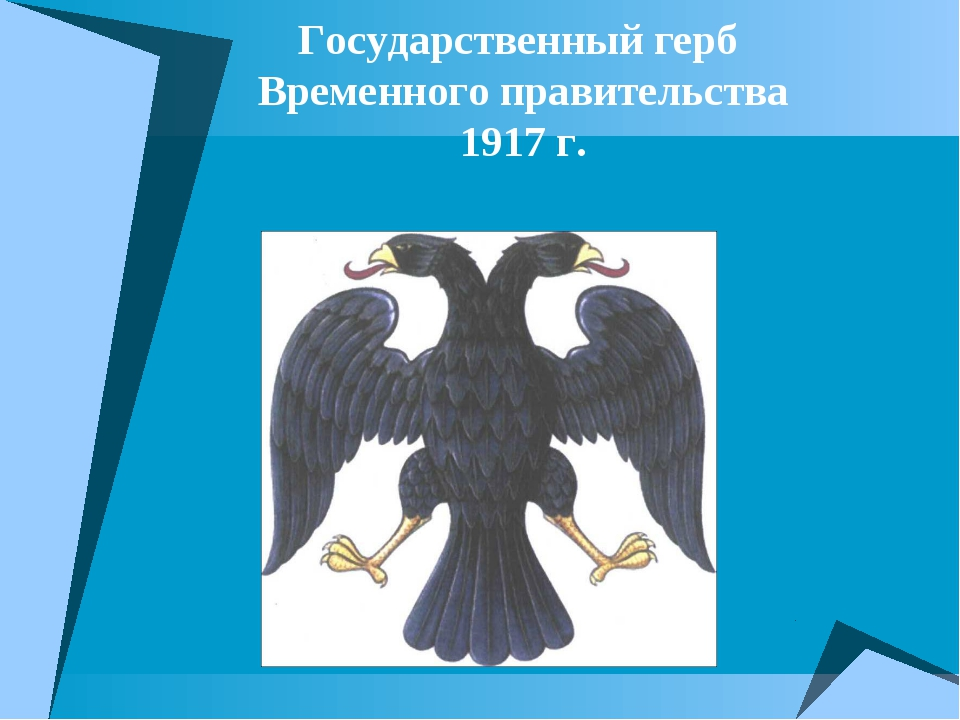 Государственный герб
Временного правительства
1917 г.